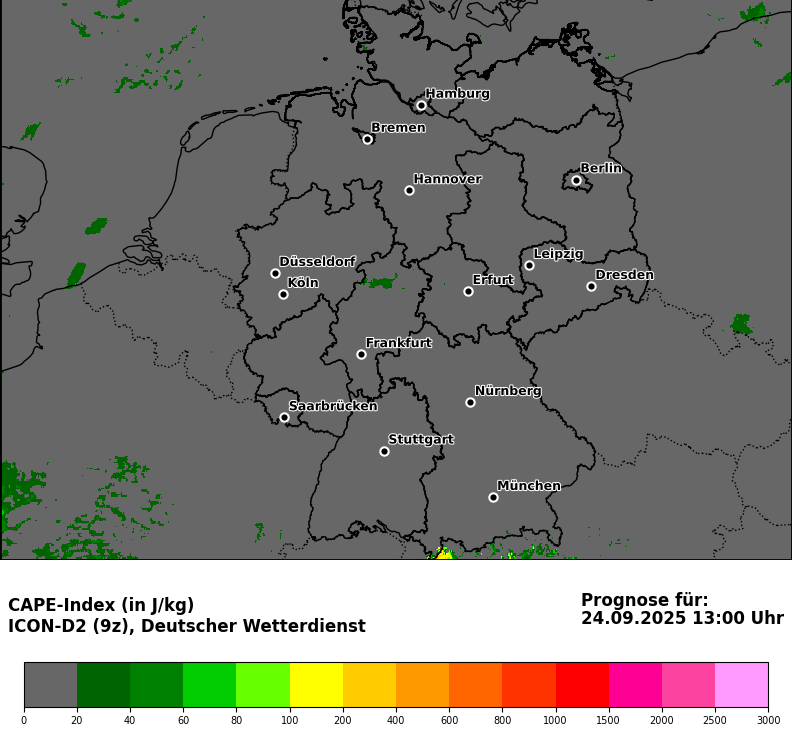 Hamburg
Bremen
Berlin
Hannover
Leipzig
Düsseldorf
Dresden
Köln
Erfurt
Frankfurt
Nürnberg
Saarbrücken
Stuttgart
München
CAPE-Index (in J/kg)
ICON-D2 (9z), Deutscher Wetterdienst
Prognose für:
24.09.2025 13:00 Uhr
0 20 40 60 80 100 200 400 600 800 1000 1500 2000 2500 3000